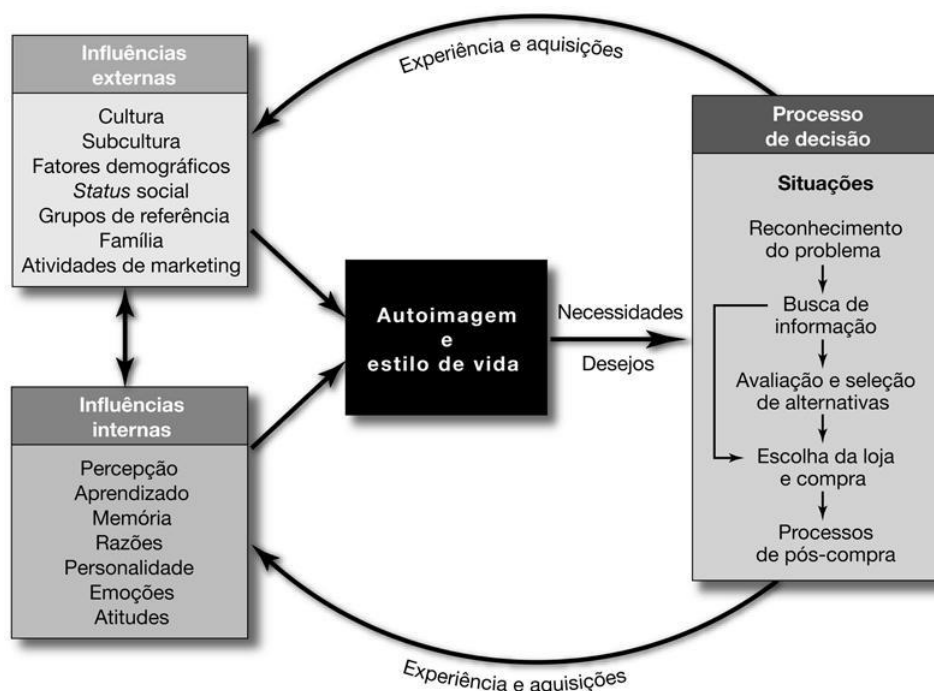 Experiência e aquisições
Influências
externas
Cultura
Subcultura
Fatores demográficos
Status social
Grupos de referência
Família
Atividades de marketing
Influências
internas
Percepção
Aprendizado
Memória
Razões
Personalidade
Emoções
Atitudes
Autoimagem
e
estilo de vida
Necessidades
Desejos
Processo
de decisão
Situações
Reconhecimento
do problema
Busca de
informação
Avaliação e seleção
de alternativas
Escolha da loja
e compra
Processos
de pós-compra
Experiência e aquisições